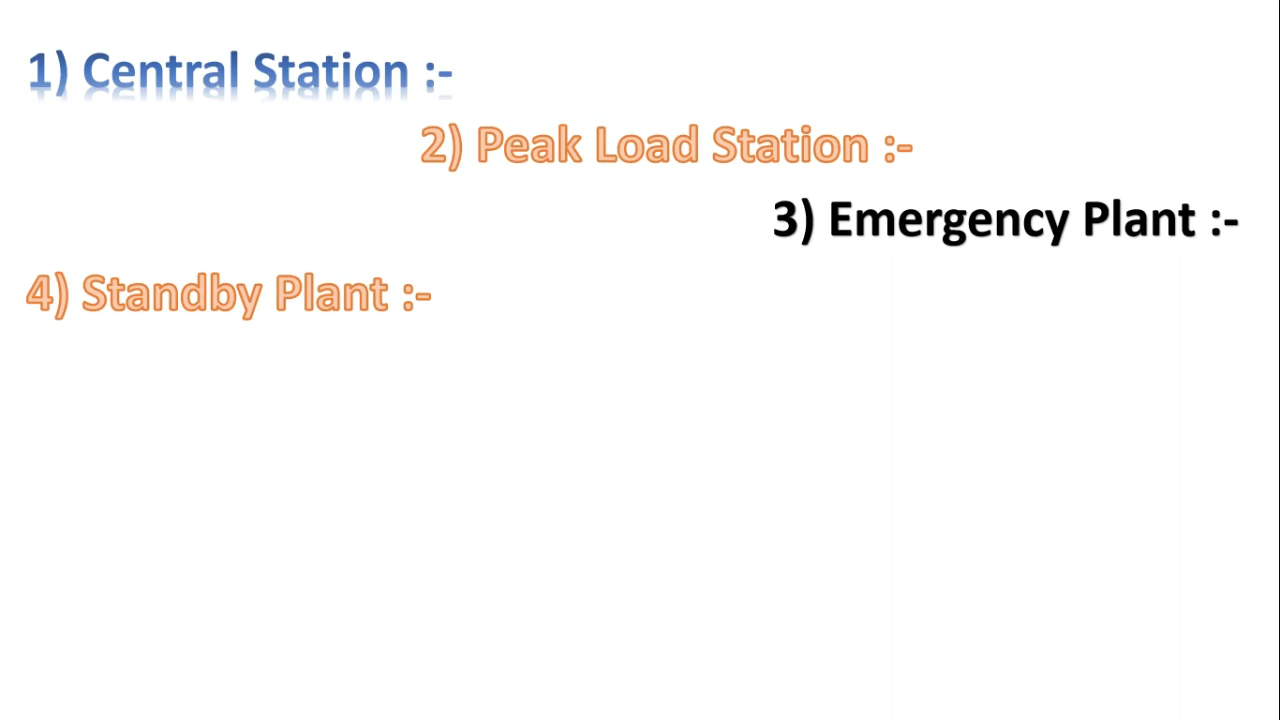 1) Central Station :-
2) Peak Load Station :-
3) Emergency Plant :-
4) Standby Plant :-